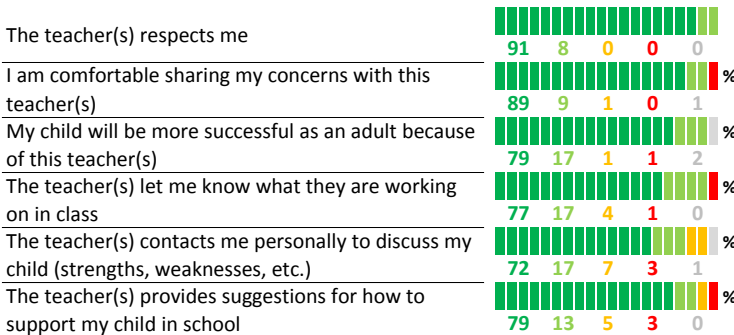 The teacher(s) respects me
91 8 0 0 0
I am comfortable sharing my concerns with this
%
teacher(s)
89 9 1 0 1
My child will be more successful as an adult because
%
of this teacher(s)
79 17 1 1 2
The teacher(s) let me know what they are working
%
on in class
77 17 4 1 0
The teacher(s) contacts me personally to discuss my
%
child (strengths, weaknesses, etc.)
72 17 7 3 1
The teacher(s) provides suggestions for how to
%
support my child in school
79 13 5 3 0